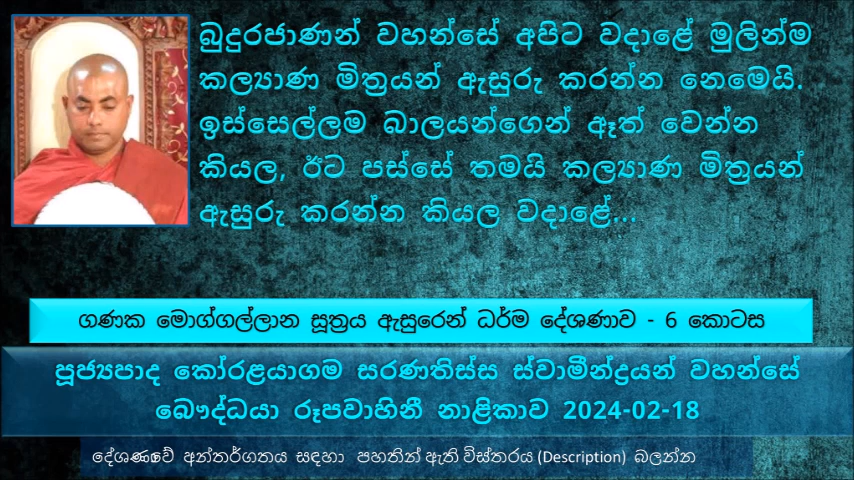 බුදුරජාණන් වහන්සේ අපිට වදාළේ මුලින්ම
කල්‍යාණ මිත්‍රයන් ඇසුරු කරන්න නෙමෙයි.
ඉස්සෙල්ලම බාලයන්ගෙන් ඈත් වෙන්න
කියල, ඊට පස්සේ තමයි කල්‍යාණ මිත්‍රයන්
ඇසුරු කරන්න කියල වදාළේ...
ගණක මොග්ගල්ලාන සූත්‍රය ඇසුරෙන් ධර්ම දේශණාව - 6 කොටස
පූජ්‍යපාද කෝරළයාගම සරණතිස්ස ස්වාමීන්ද්‍රයන් වහන්සේ
බෞද්ධයා රූපවාහිනී නාළිකාව 2024-02-18
දේශණාවේ අන්තර්ගතය සඳහා පහතින් ඇති විස්තරය (Description) බලන්න